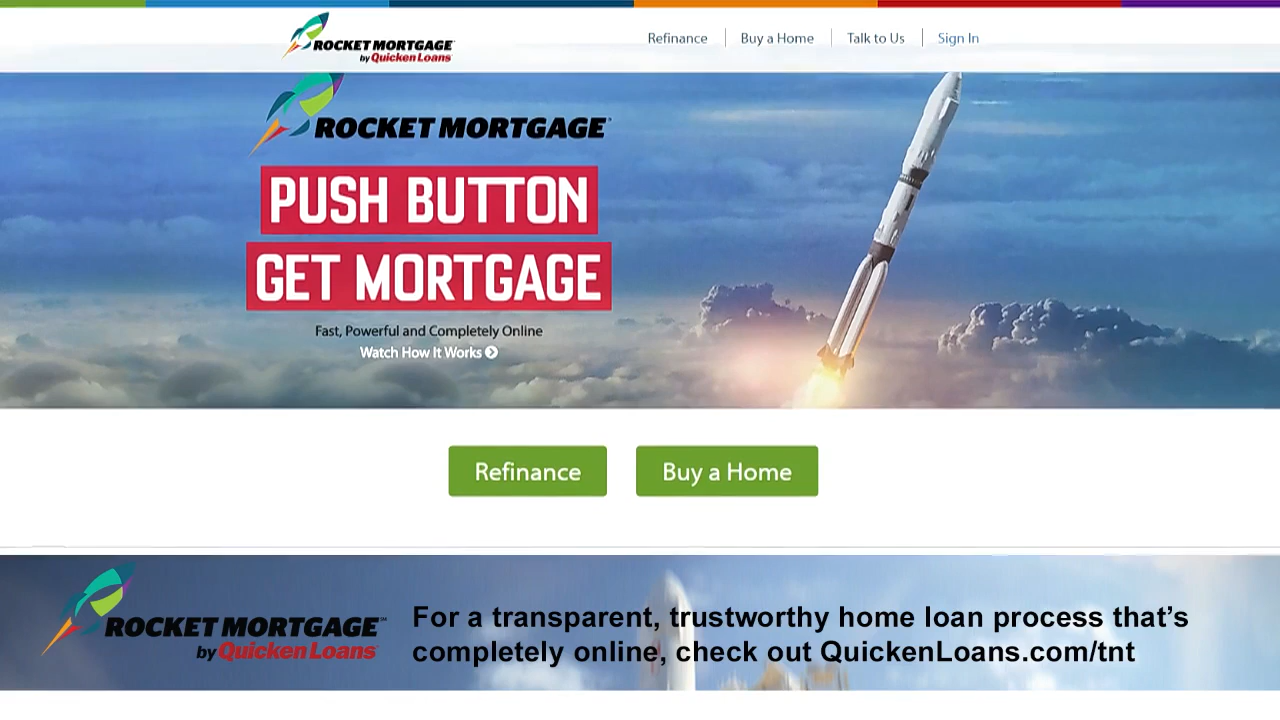 ROCKET MORTGAGE
by Quicken Loans
Refinance
Buy a Home
Talk to Us
Sign In
ROCKET MORTGAGE
PUSH BUTTON
GET MORTGAGE
Fast, Powerful and Completely Online
Watch How It Works
Refinance
Buy a Home
ROCKET MORTGAGE℠
by Quicken Loans
For a transparent, trustworthy home loan process that’s
completely online, check out QuickenLoans.com/tnt